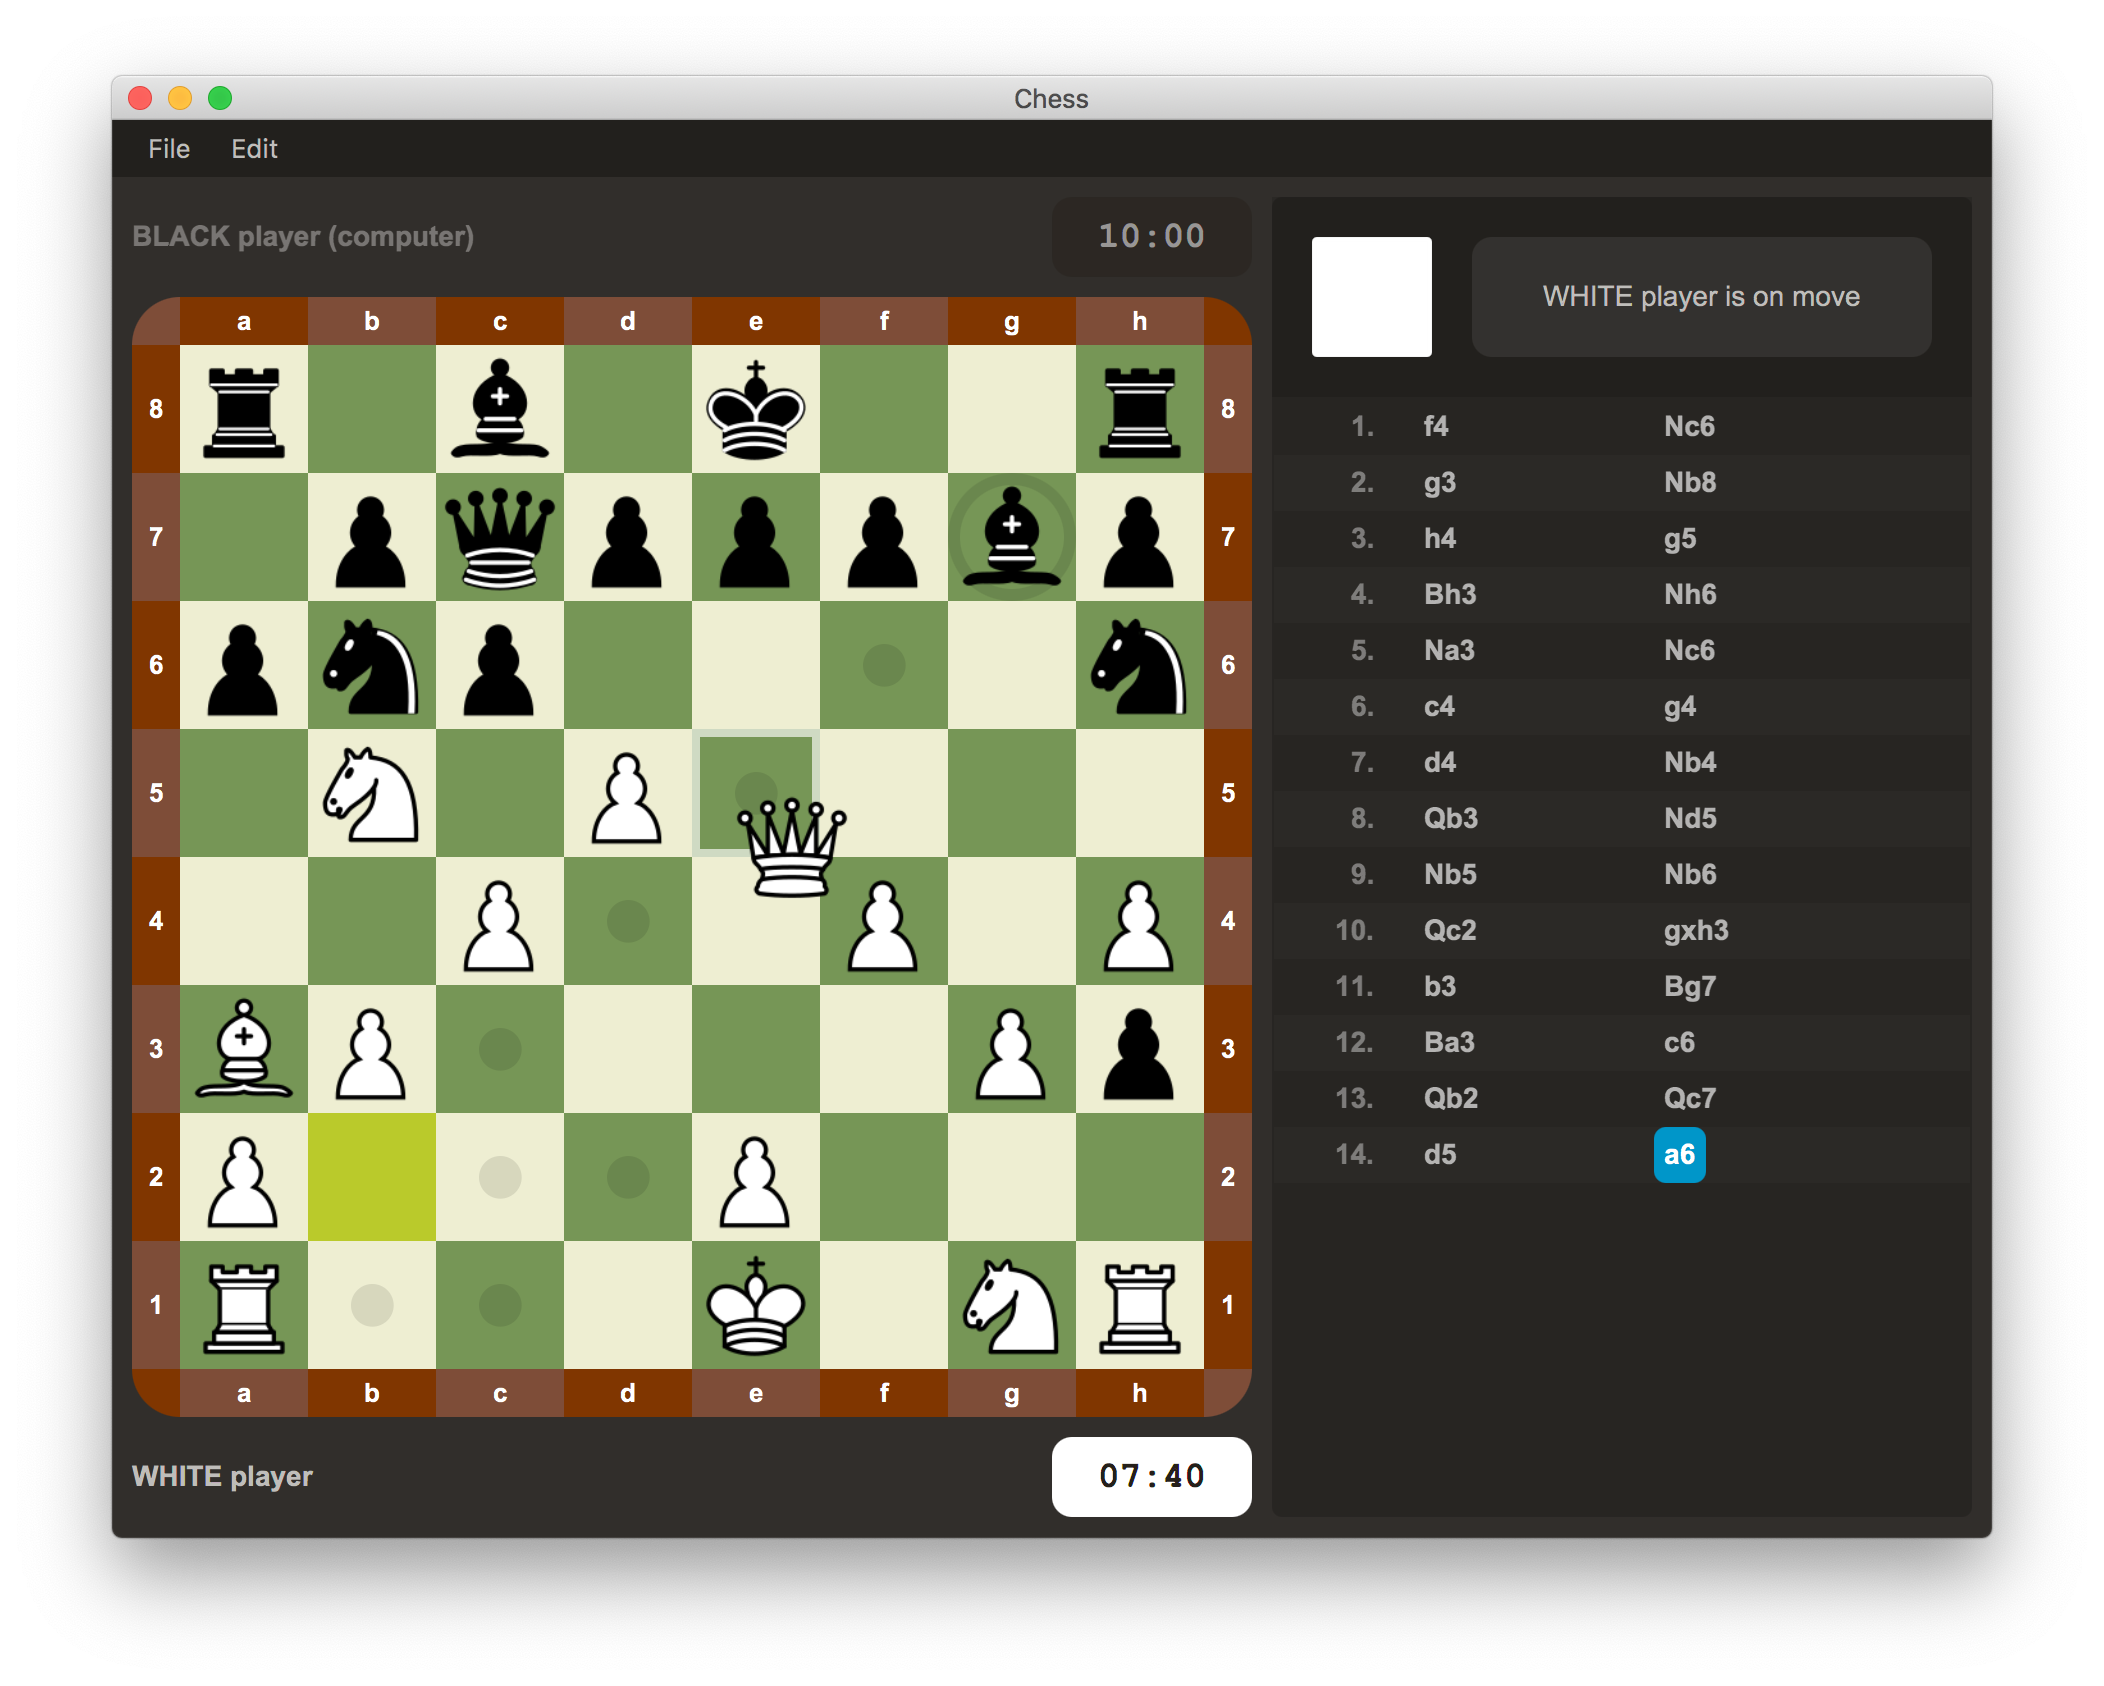 Chess
File Edit
BLACK player (computer) 10:00
WHITE player is on move
a b c d e f g h
8 8
7 7
6 6
5 5
4 4
3 3
2 2
1 1
a b c d e f g h
WHITE player 07:40
1. f4 Nc6
2. g3 Nb8
3. h4 g5
4. Bh3 Nh6
5. Na3 Nc6
6. c4 g4
7. d4 Nb4
8. Qb3 Nd5
9. Nb5 Nb6
10. Qc2 gxh3
11. b3 Bg7
12. Ba3 c6
13. Qb2 Qc7
14. d5 a6